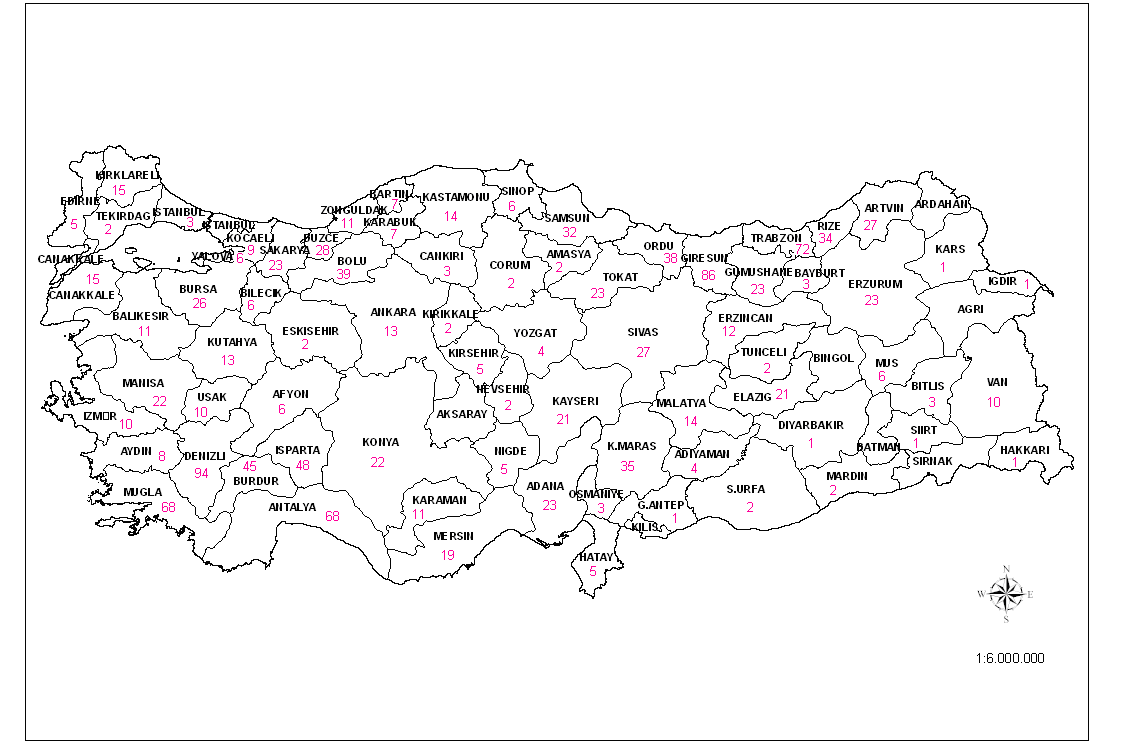 KIRKLARELI
15
EDIRNE
5
TEKIRDAG
2
ISTANBUL
3
ISTANBUL
KOCAELI
9
YALOVA
6
SAKARYA
23
DUZCE
28
ZONGULDAK
11
BARTIN
7
KARABUK
7
KASTAMONU
14
SINOP
6
SAMSUN
32
ORDU
38
GIRESUN
86
TRABZON
72
RIZE
34
ARTVIN
27
ARDAHAN
KARS
1
IGDIR 1
AGRI
CANAKKALE
15
CANAKKALE
BALIKESIR
11
BURSA
26
BILECIK
6
BOLU
39
CANKIRI
3
CORUM
2
AMASYA
2
TOKAT
23
GUMUSHANE
23
BAYBURT
3
ERZURUM
23
ERZINCAN
12
KUTAHYA
13
ESKISEHIR
2
ANKARA
13
KIRIKKALE
2
YOZGAT
4
SIVAS
27
TUNCELI
2
BINGOL
MUS
6
BITLIS
3
VAN
10
MANISA
22
USAK
10
AFYON
6
KIRSEHIR
5
NEVSEHIR
2
KAYSERI
21
MALATYA
14
ELAZIG 21
DIYARBAKIR
1
BATMAN
SIIRT
1
SIRNAK
HAKKARI
1
IZM□R
10
AYDIN 8
DENIZLI
94
ISPARTA
48
45
BURDUR
KONYA
22
AKSARAY
NIGDE
5
K.MARAS
35
ADIYAMAN
4
MARDIN
2
MUGLA
68
ANTALYA 68
KARAMAN
11
MERSIN
19
ADANA
23
OSMANIYE
3
G.ANTEP
1
KILIS
S.URFA
2
HATAY
5
N
W E
S
1:6.000.000